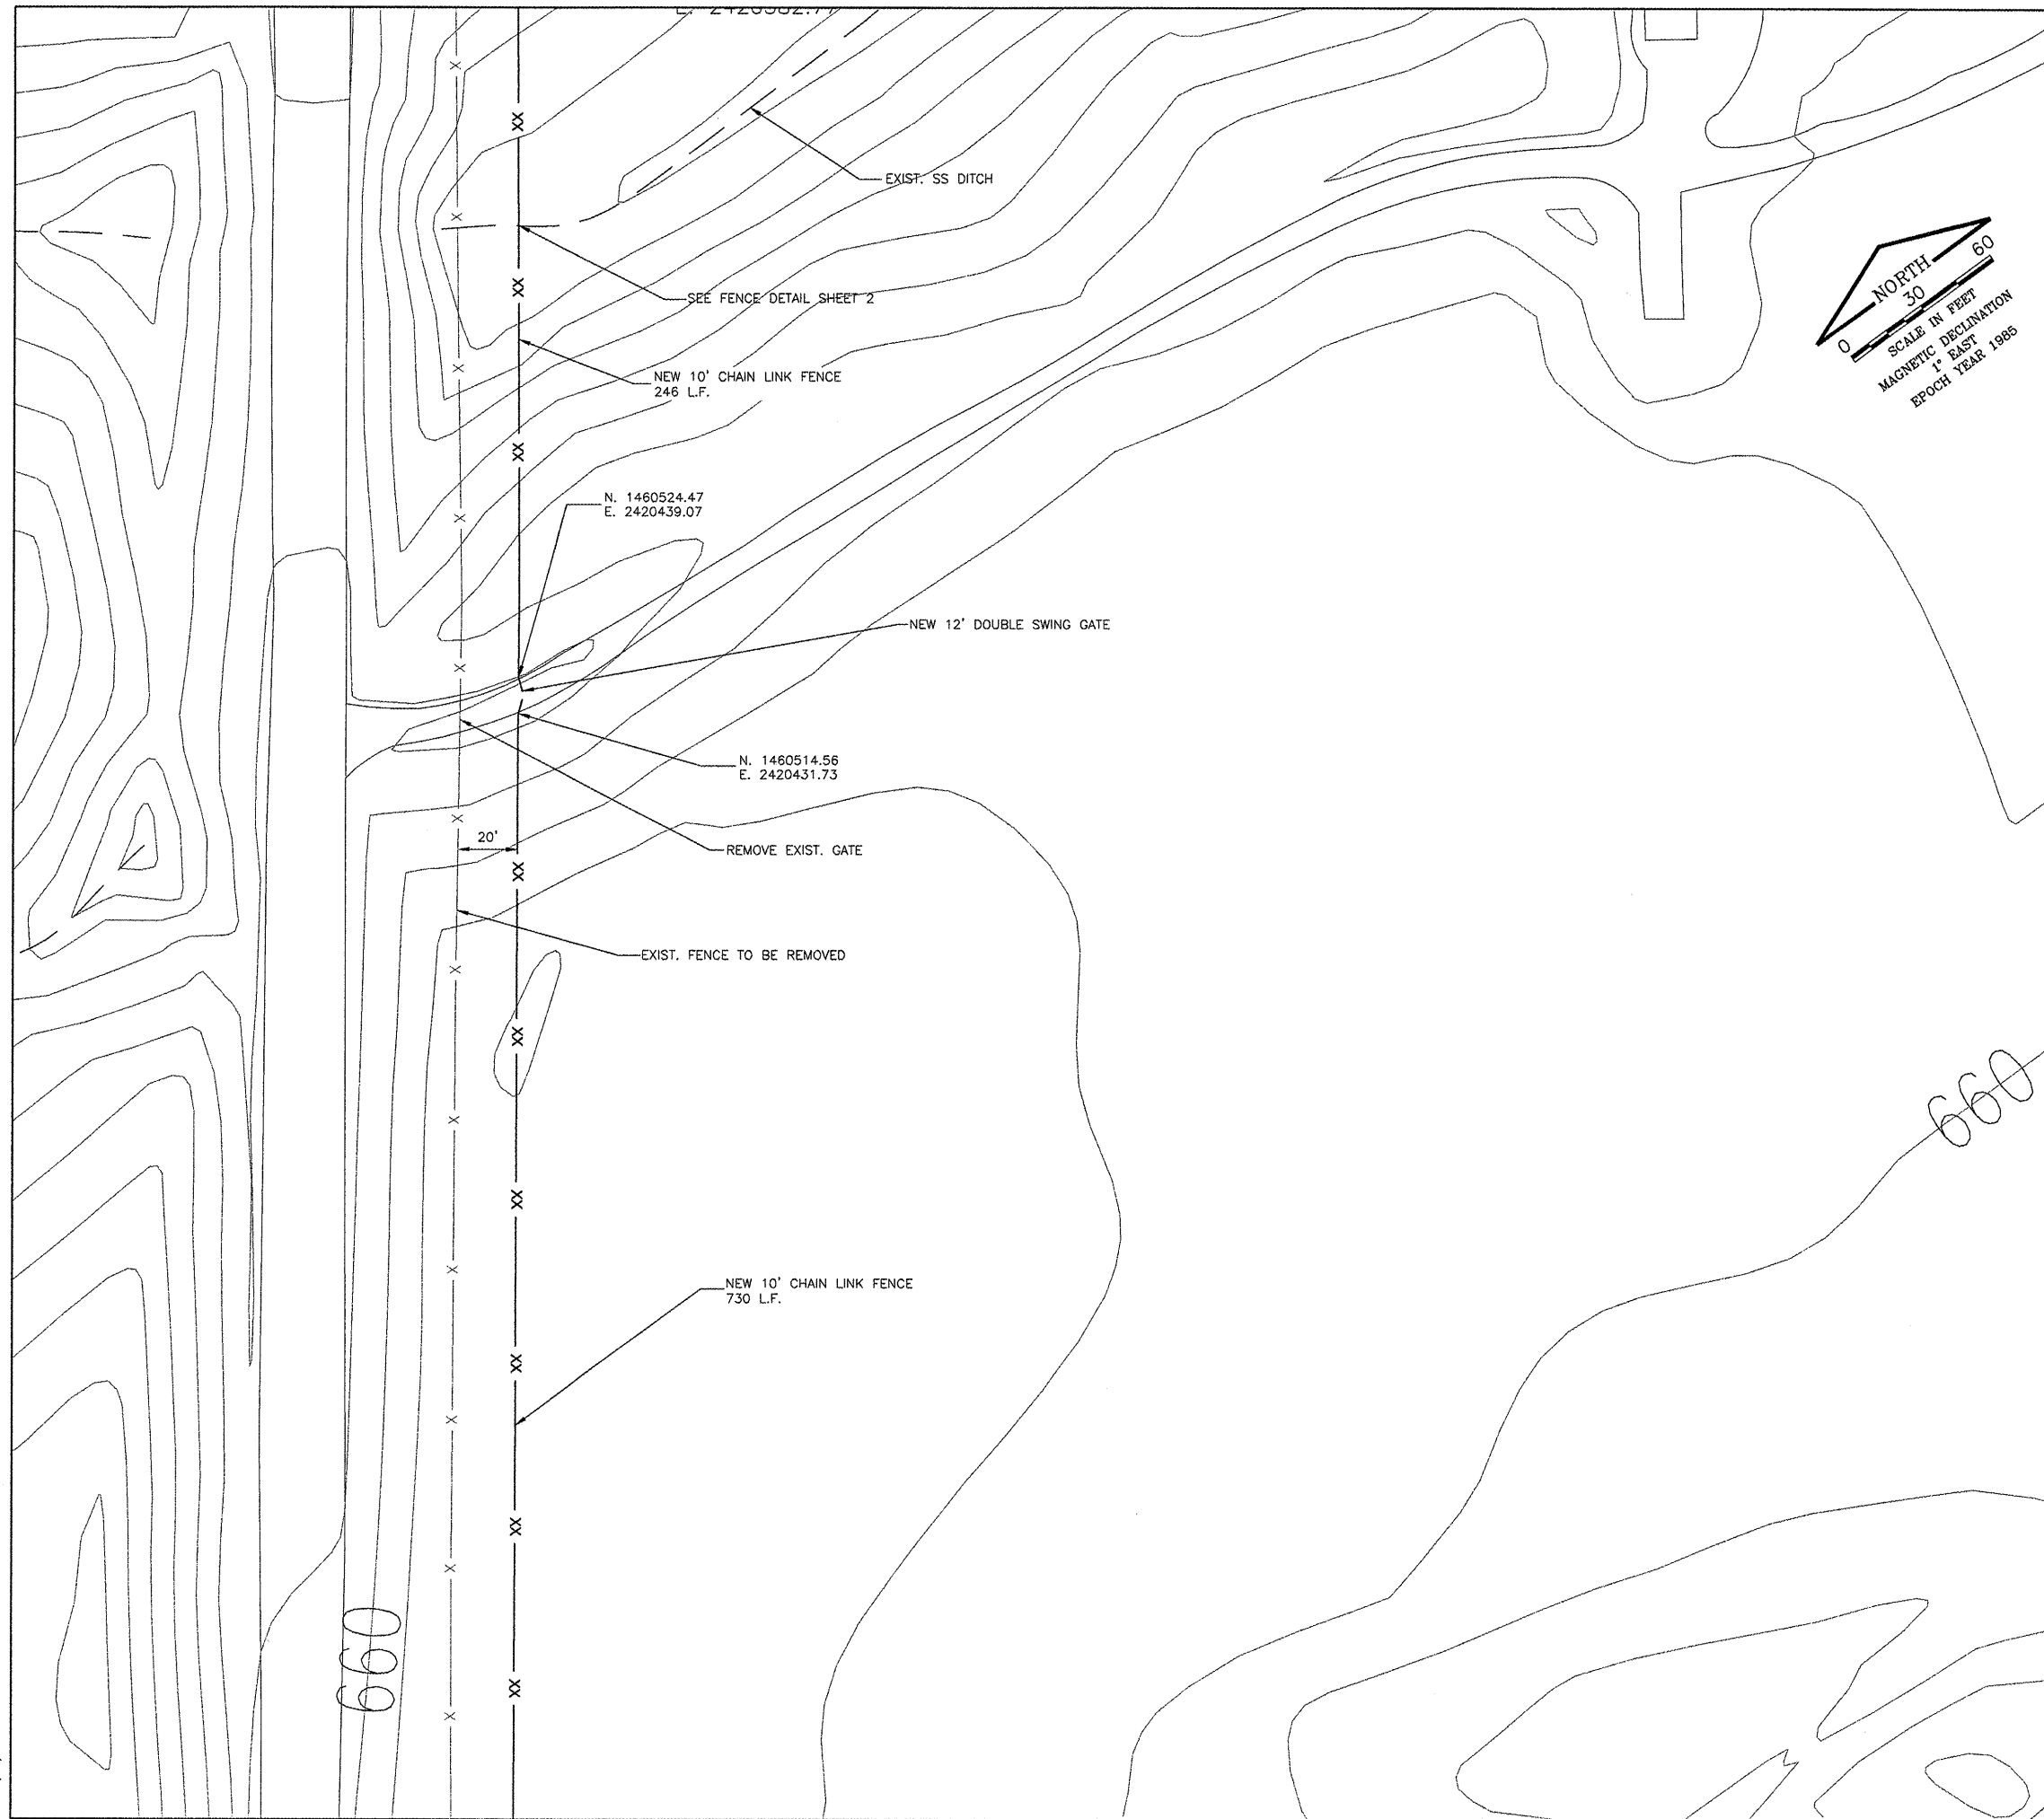 EXIST. SS DITCH
SEE FENCE DETAIL SHEET 2
NORTH
0 30 60
SCALE IN FEET
MAGNETIC DECLINATION
1° EAST
EPOCH YEAR 1985
NEW 10' CHAIN LINK FENCE
246 L.F.
N. 1460524.47
E. 2420439.07
NEW 12' DOUBLE SWING GATE
N. 1460514.56
E. 2420431.73
20'
REMOVE EXIST. GATE
EXIST. FENCE TO BE REMOVED
660
NEW 10' CHAIN LINK FENCE
730 L.F.
660